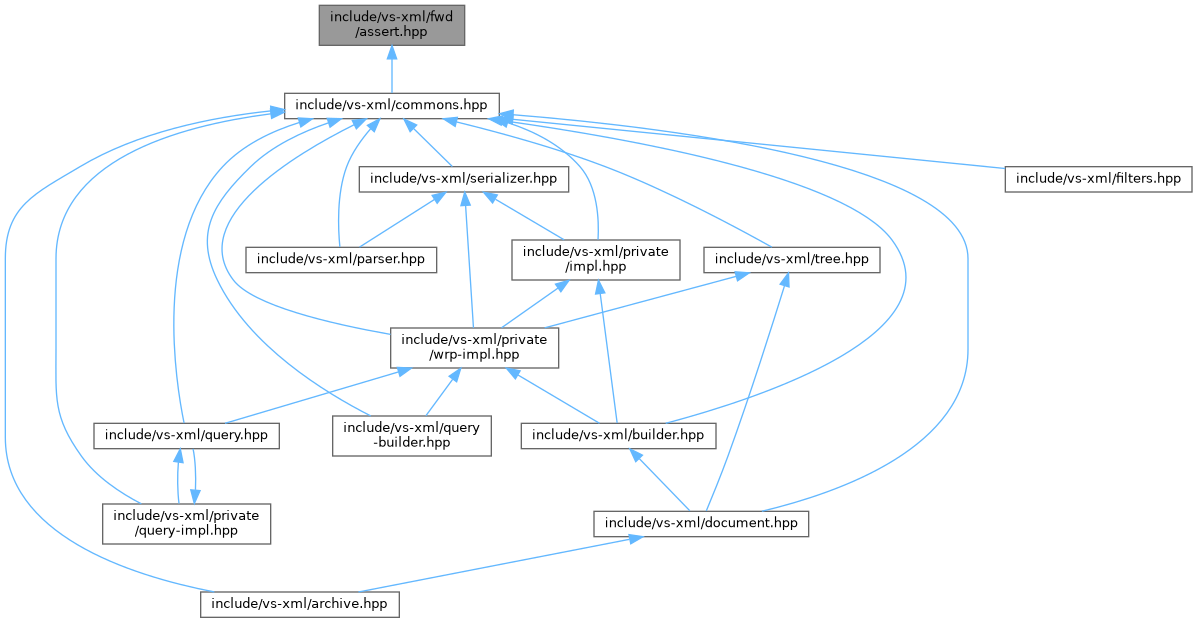 include/vs-xml/fwd
/assert.hpp
include/vs-xml/commons.hpp
include/vs-xml/serializer.hpp
include/vs-xml/filters.hpp
include/vs-xml/parser.hpp
include/vs-xml/private
/impl.hpp
include/vs-xml/tree.hpp
include/vs-xml/private
/wrp-impl.hpp
include/vs-xml/query.hpp
include/vs-xml/query
-builder.hpp
include/vs-xml/builder.hpp
include/vs-xml/private
/query-impl.hpp
include/vs-xml/document.hpp
include/vs-xml/archive.hpp